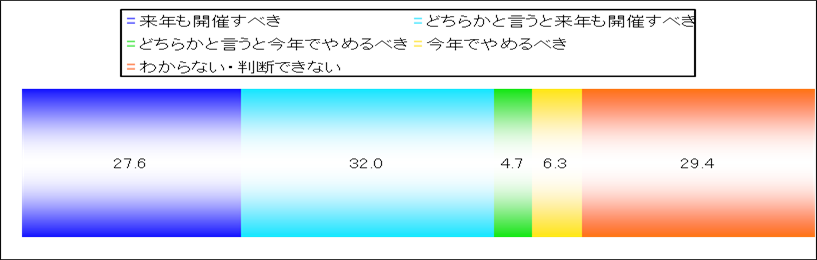 来年も開催すべき どちらかと言うと来年も開催すべき
どちらかと言うと今年でやめるべき 今年でやめるべき
わからない・判断できない
27.6 32.0 4.7 6.3 29.4